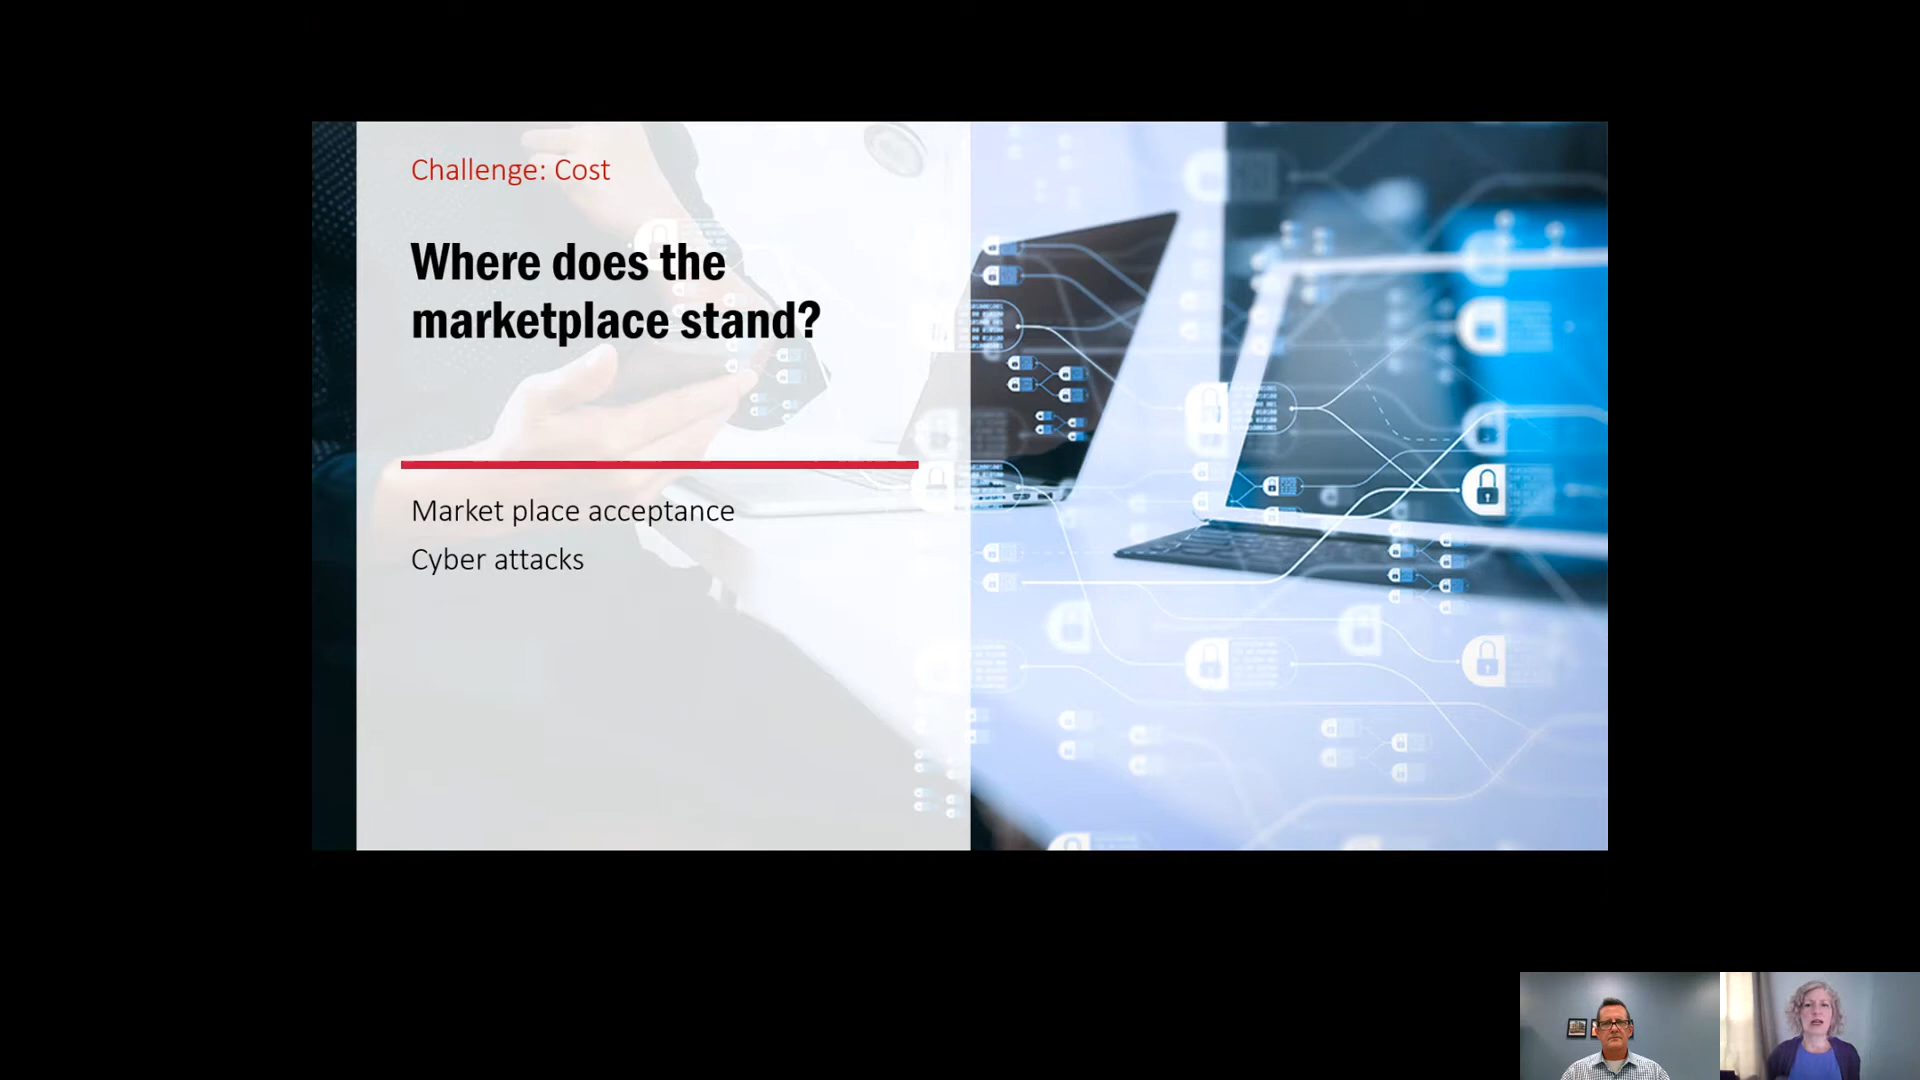 Challenge: Cost
Where does the
marketplace stand?
Market place acceptance
Cyber attacks